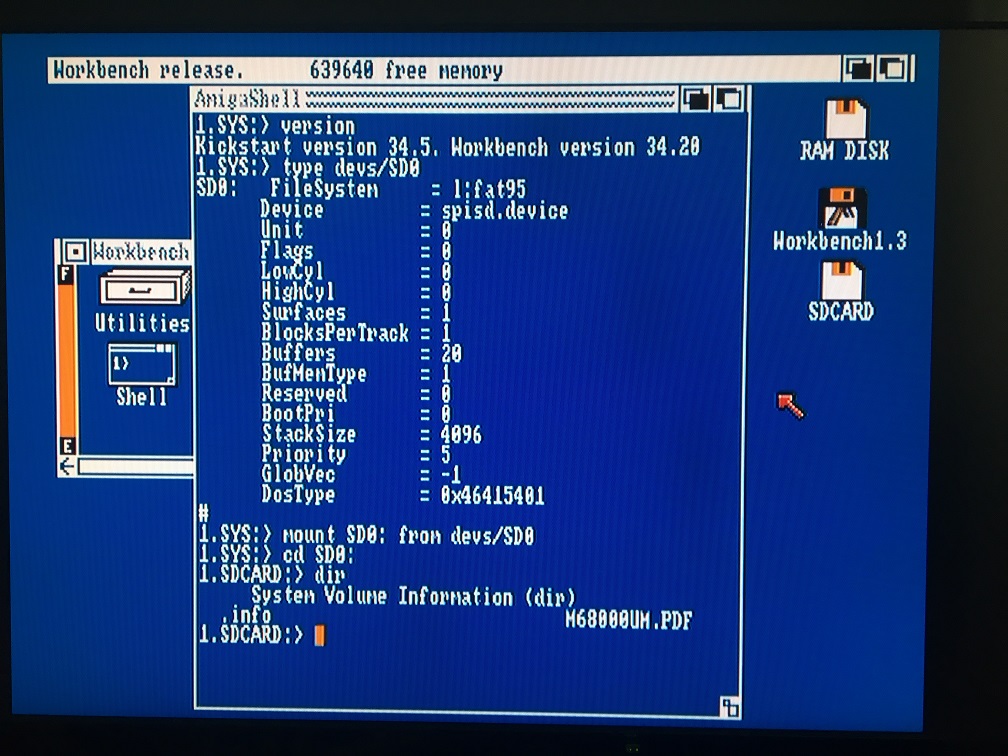 Workbench release.      639640 free memory
AmigaShell
1.SYS:> version
Kickstart version 34.5. Workbench version 34.20
1.SYS:> type devs/SD0
SD0:   FileSystem     = l:fat95
       Device         = spisd.device
       Unit           = 0
       Flags          = 0
       LowCyl         = 0
       HighCyl        = 0
       Surfaces       = 1
       BlocksPerTrack = 1
       Buffers        = 20
       BufMemType     = 1
       Reserved       = 0
       BootPri        = 0
       StackSize      = 4096
       Priority       = 5
       GlobVec        = -1
       DosType        = 0x46415401
#
1.SYS:> mount SD0: from devs/SD0
1.SYS:> cd SD0:
1.SDCARD:> dir
     System Volume Information (dir)
  .info                            M68000UM.PDF
1.SDCARD:>
Workbench
F
Utilities
1>
Shell
E
RAM DISK
Workbench1.3
SDCARD